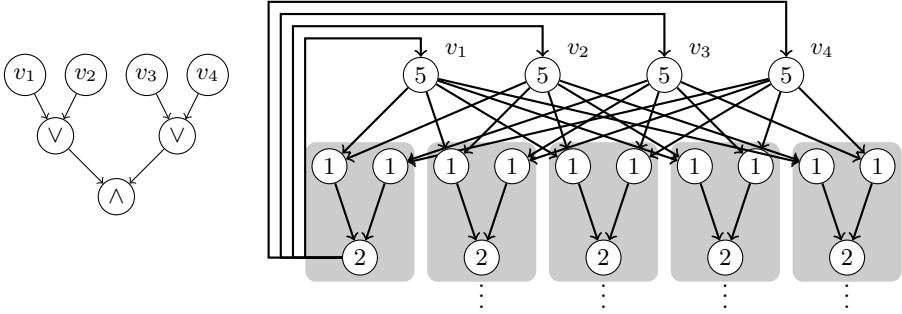 v₁ v₂ v₃ v₄
∨ ∨
∧
v₁ v₂ v₃ v₄
5 5 5 5
1 1 1 1 1 1 1 1 1 1
2 2 2 2 2
⋮ ⋮ ⋮ ⋮